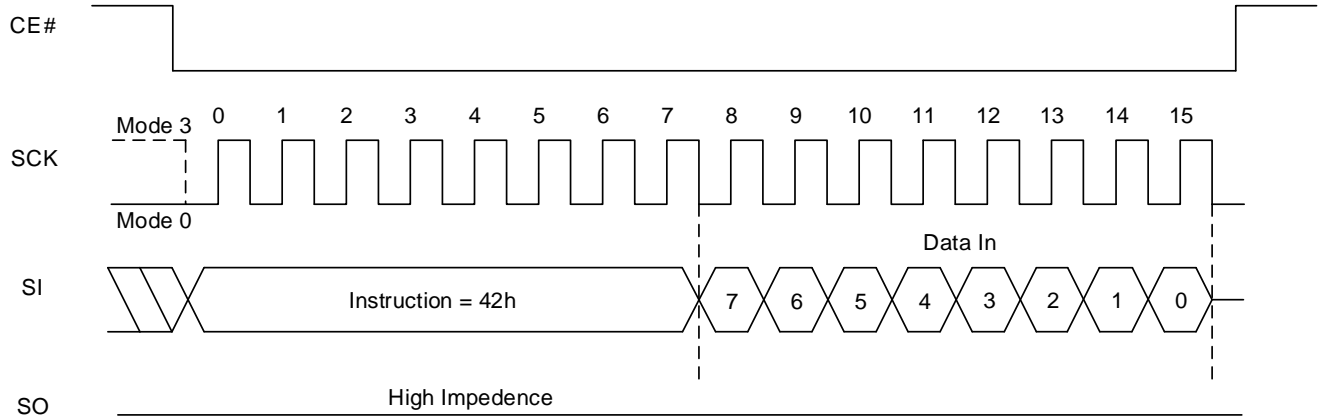 CE#
Mode 3
0 1 2 3 4 5 6 7 8 9 10 11 12 13 14 15
SCK
Mode 0
Data In
SI
Instruction = 42h
7 6 5 4 3 2 1 0
High Impedence
SO